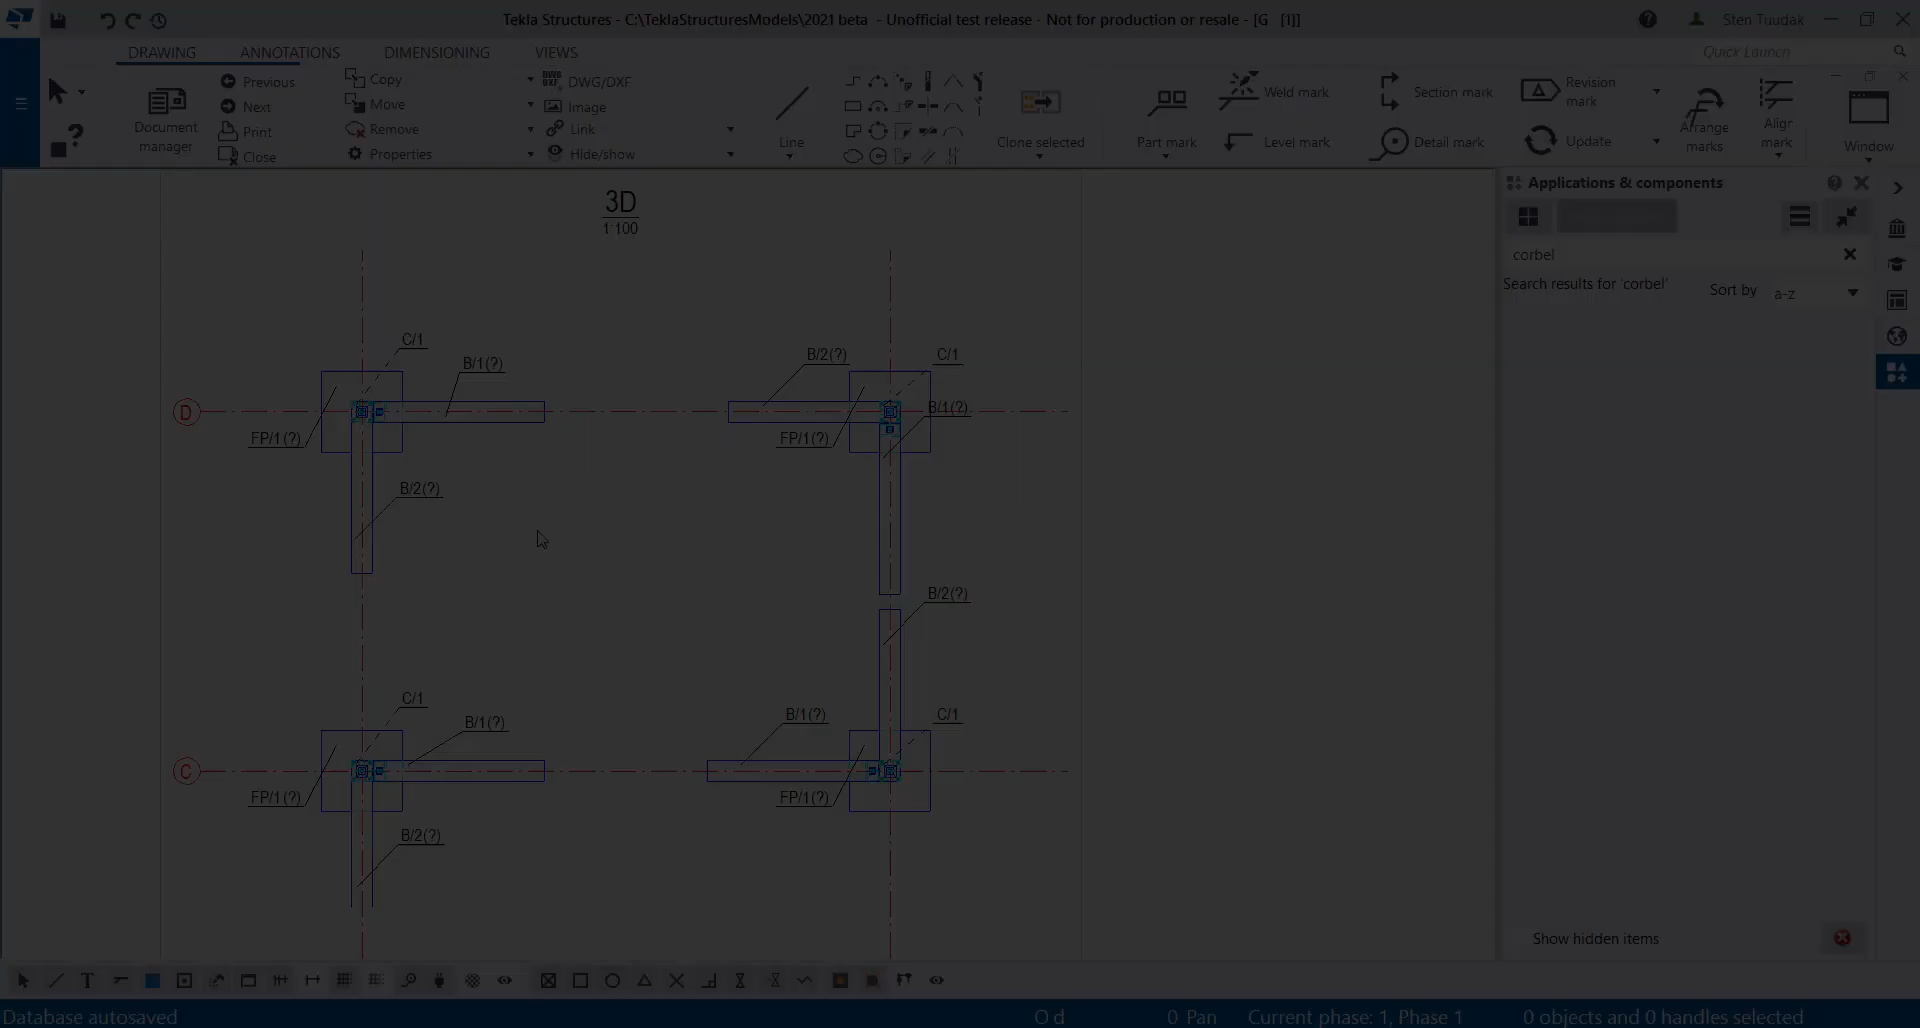 Tekla Structures - C:\TeklaStructuresModels\2021 beta - Unofficial test release - Not for production or resale - [G [1]]
Sten Tuudak
DRAWING ANNOTATIONS DIMENSIONING VIEWS
Quick Launch
Document manager
Previous
Next
Print
Close
Copy
Move
Remove
Properties
DWG/DXF
Image
Link
Hide/show
Line
Clone selected
Part mark
Weld mark
Level mark
Section mark
Detail mark
Revision mark
Update
Arrange marks
Align mark
Window
3D
1:100
C/1
B/1(?)
B/2(?)
C/1
D
B/1(?)
FP/1(?)
FP/1(?)
B/2(?)
B/2(?)
C/1
B/1(?)
B/1(?)
C/1
C
FP/1(?)
FP/1(?)
B/2(?)
Applications & components
corbel
Search results for 'corbel'
Sort by a-z
Show hidden items
Database autosaved
O d
0 Pan
Current phase: 1, Phase 1
0 objects and 0 handles selected